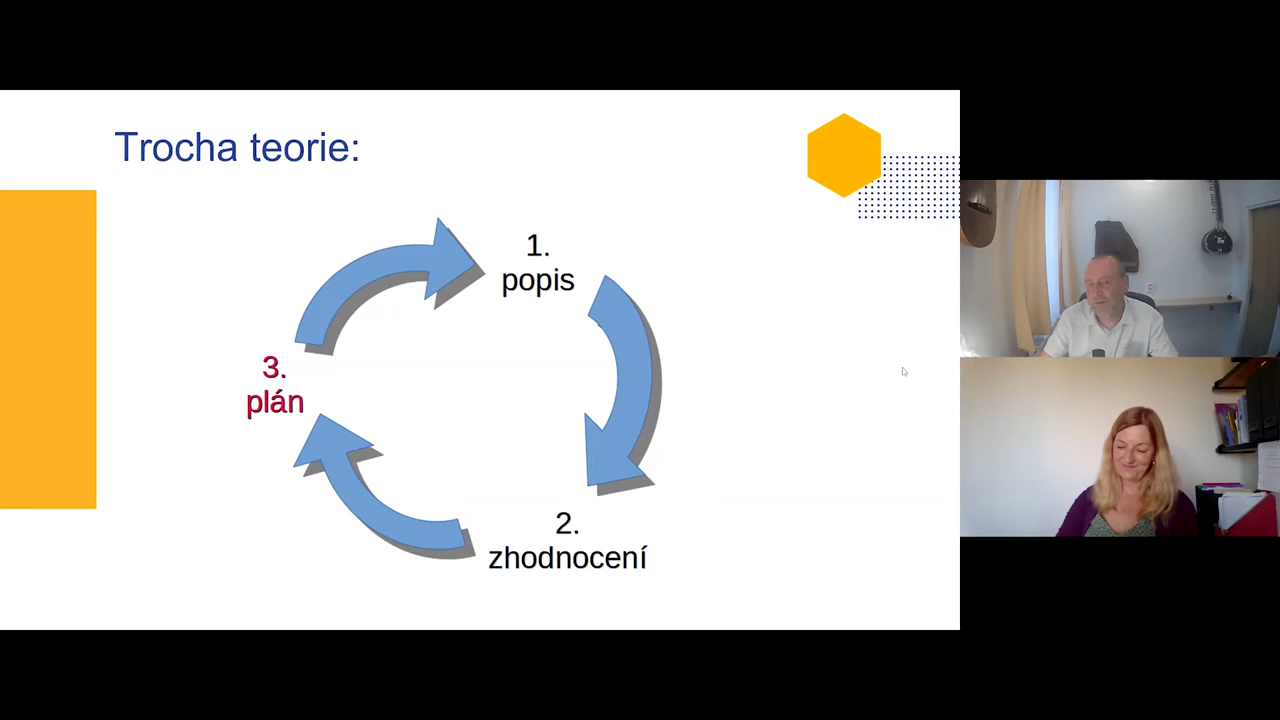 Trocha teorie:
1.
popis
3.
plán
2.
zhodnocení